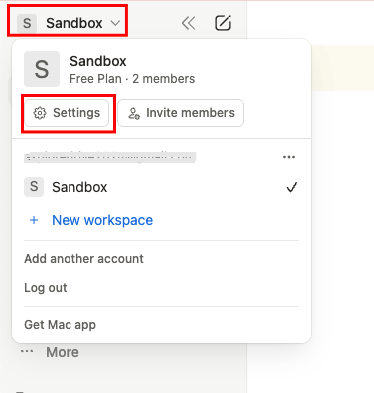 S Sandbox
S
Sandbox
Free Plan · 2 members
Settings
Invite members
S Sandbox
+ New workspace
Add another account
Log out
Get Mac app
More